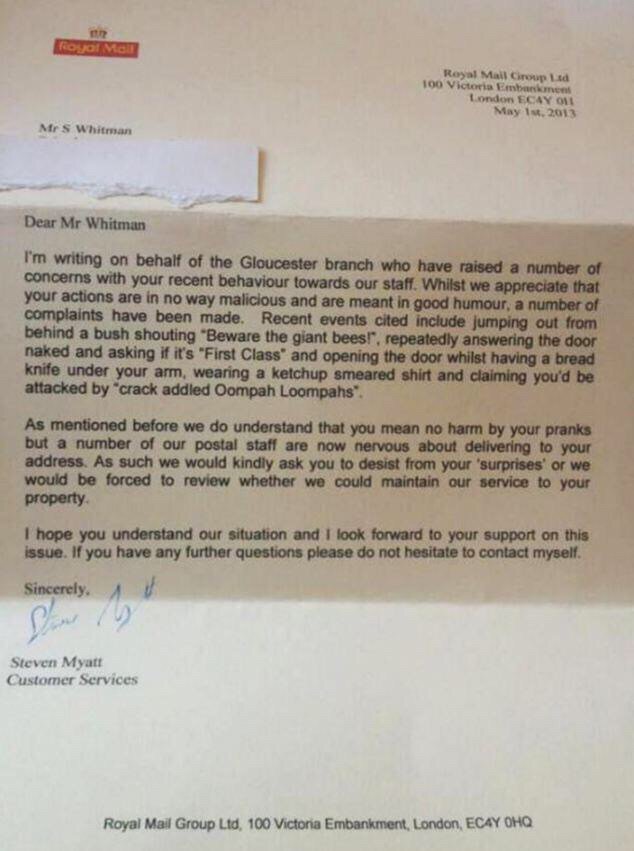 Royal Mail
Royal Mail Group Ltd
100 Victoria Embankment
London EC4Y
May 1st, 2013
Mr S Whitman
Dear Mr Whitman
I'm writing on behalf of the Gloucester branch who have raised a number of
concerns with your recent behaviour towards our staff. Whilst we appreciate that
your actions are in no way malicious and are meant in good humour, a number of
complaints have been made. Recent events cited include jumping out from
behind a bush shouting "Beware the giant bees!", repeatedly answering the door
naked and asking if it's "First Class" and opening the door whilst having a bread
knife under your arm, wearing a ketchup smeared shirt and claiming you'd be
attacked by "crack addled Oompah Loompahs".
As mentioned before we do understand that you mean no harm by your pranks
but a number of our postal staff are now nervous about delivering to your
address. As such we would kindly ask you to desist from your 'surprises' or we
would be forced to review whether we could maintain our service to your
property.
I hope you understand our situation and I look forward to your support on this
issue. If you have any further questions please do not hesitate to contact myself.
Sincerely,
Steven Myatt
Customer Services
Royal Mail Group Ltd, 100 Victoria Embankment, London, EC4Y 0HQ